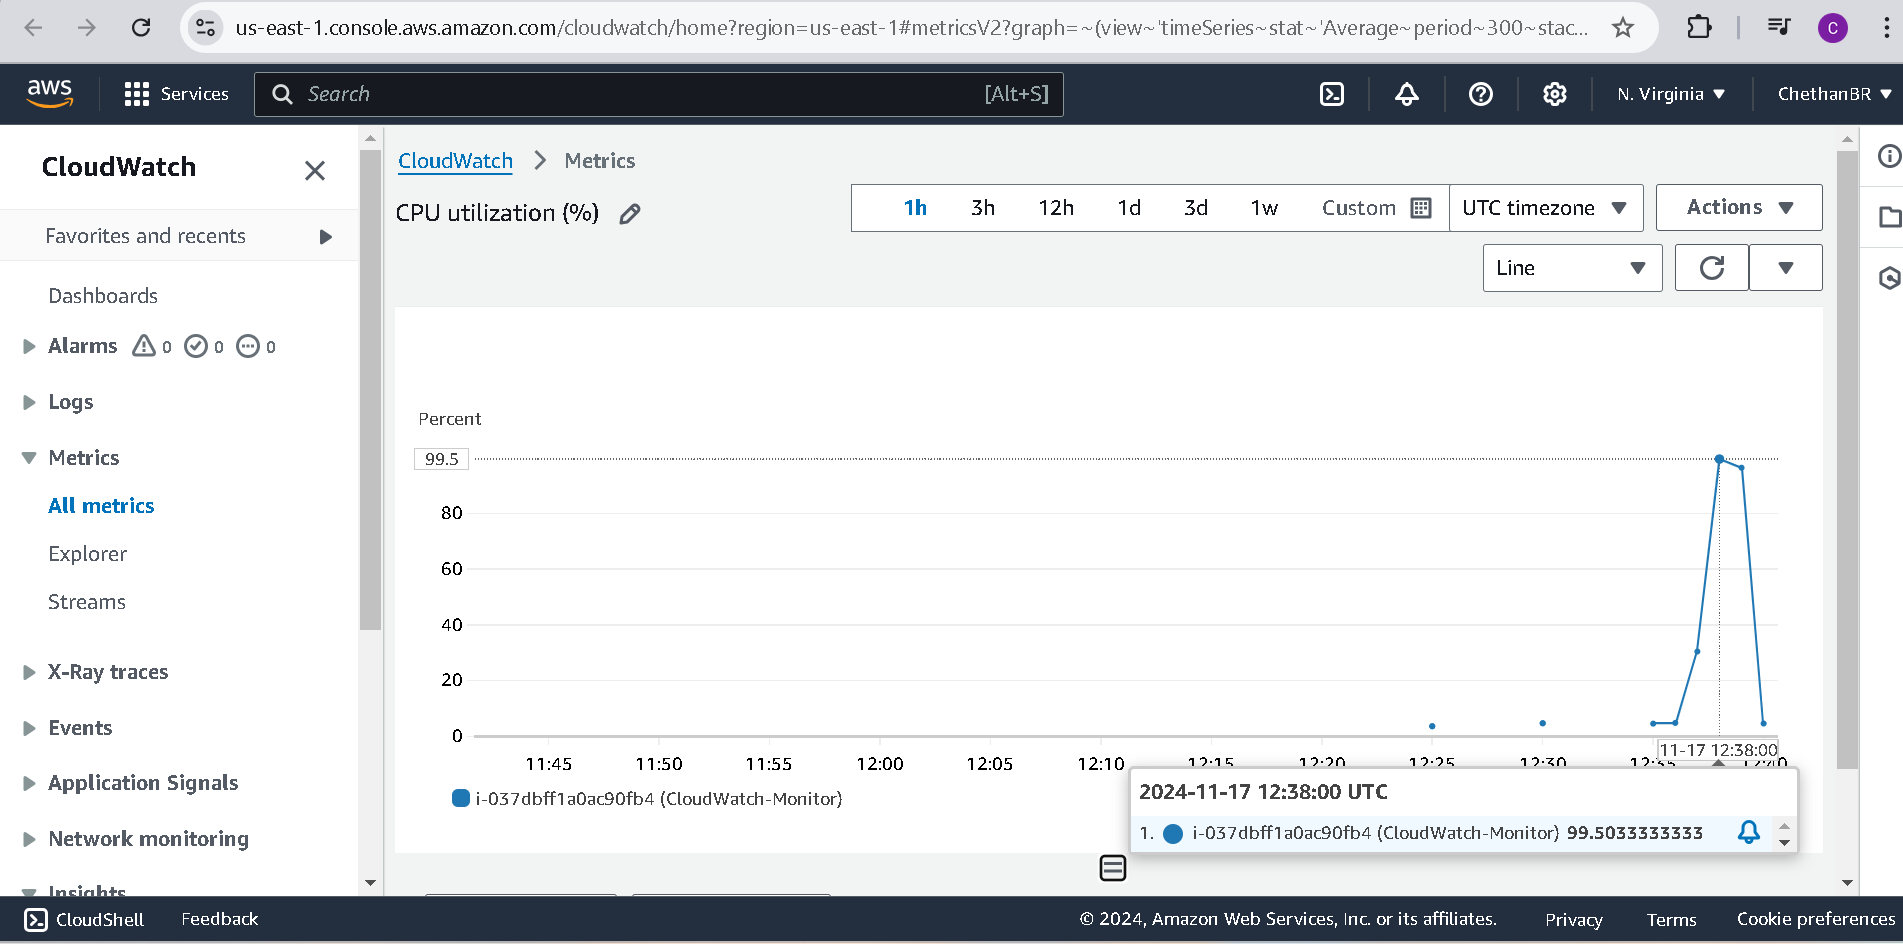 us-east-1.console.aws.amazon.com/cloudwatch/home?region=us-east-1#metricsV2?graph=~(view~'timeSeries~stat~'Average~period~300~stac...
C
aws
Services
Search
[Alt+S]
N. Virginia
ChethanBR
CloudWatch
Favorites and recents
Dashboards
Alarms 0 0 0
Logs
Metrics
All metrics
Explorer
Streams
X-Ray traces
Events
Application Signals
Network monitoring
Insights
CloudWatch > Metrics
CPU utilization (%)
1h 3h 12h 1d 3d 1w Custom
UTC timezone
Actions
Line
Percent
99.5
80
60
40
20
0
11:45 11:50 11:55 12:00 12:05 12:10 12:15 12:20 12:25 12:30 12:35 12:40
11-17 12:38:00
i-037dbff1a0ac90fb4 (CloudWatch-Monitor)
2024-11-17 12:38:00 UTC
1. i-037dbff1a0ac90fb4 (CloudWatch-Monitor) 99.5033333333
CloudShell
Feedback
© 2024, Amazon Web Services, Inc. or its affiliates.
Privacy
Terms
Cookie preferences